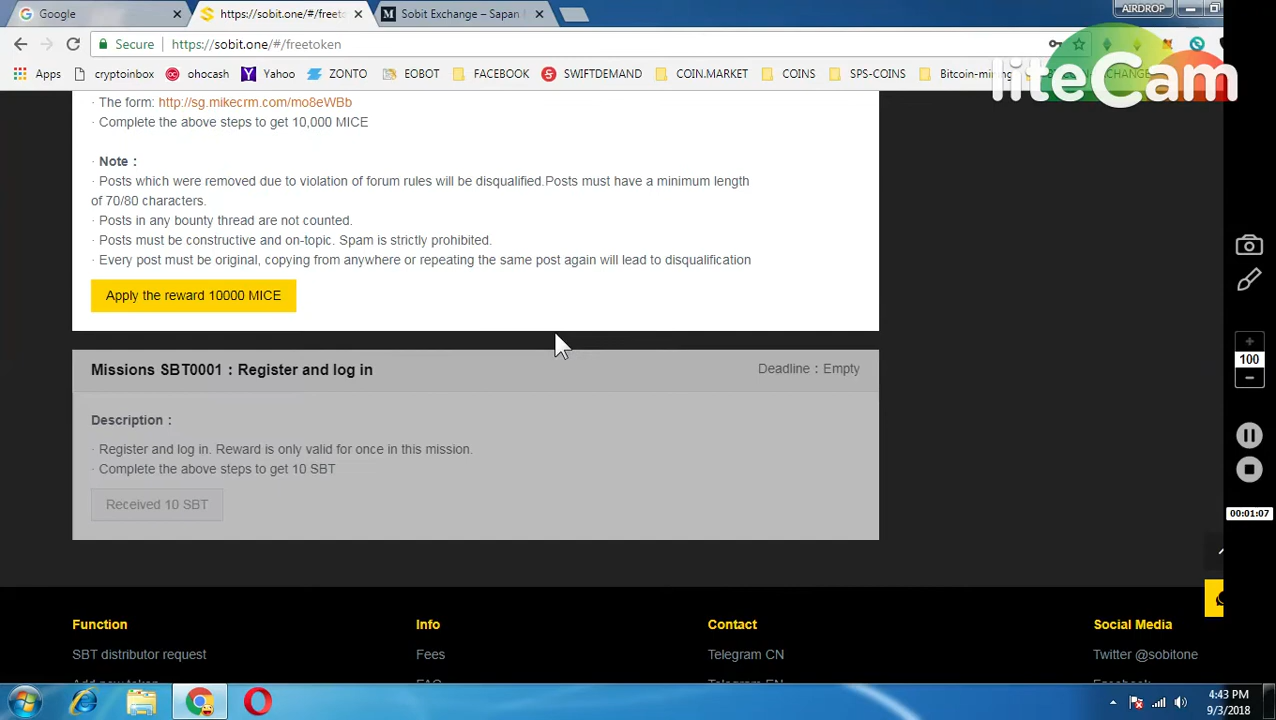 Google
https://sobit.one/#/freet
Sobit Exchange – Sapan
AIRDROP
Secure
https://sobit.one/#/freetoken
Apps
cryptoinbox
ohocash
Yahoo
ZONTO
EOBOT
FACEBOOK
SWIFTDEMAND
COIN.MARKET
COINS
SPS-COINS
Bitcoin-mining
liteCam
· The form: http://sg.mikecrm.com/mo8eWBb
· Complete the above steps to get 10,000 MICE
· Note :
· Posts which were removed due to violation of forum rules will be disqualified.Posts must have a minimum length
of 70/80 characters.
· Posts in any bounty thread are not counted.
· Posts must be constructive and on-topic. Spam is strictly prohibited.
· Every post must be original, copying from anywhere or repeating the same post again will lead to disqualification
Apply the reward 10000 MICE
Missions SBT0001 : Register and log in
Deadline : Empty
Description :
· Register and log in. Reward is only valid for once in this mission.
· Complete the above steps to get 10 SBT
Received 10 SBT
100
00:01:07
Function
Info
Contact
Social Media
SBT distributor request
Fees
Telegram CN
Twitter @sobitone
Add new token
FAQ
Telegram EN
Facebook
4:43 PM
9/3/2018